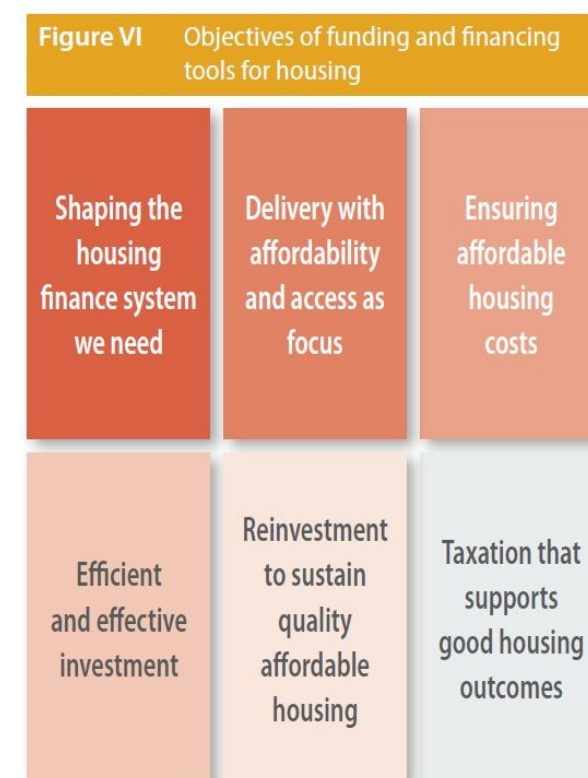 Figure VI Objectives of funding and financing
tools for housing
Shaping the
housing
finance system
we need
Delivery with
affordability
and access as
focus
Ensuring
affordable
housing
costs
Efficient
and effective
investment
Reinvestment
to sustain
quality
affordable
housing
Taxation that
supports
good housing
outcomes